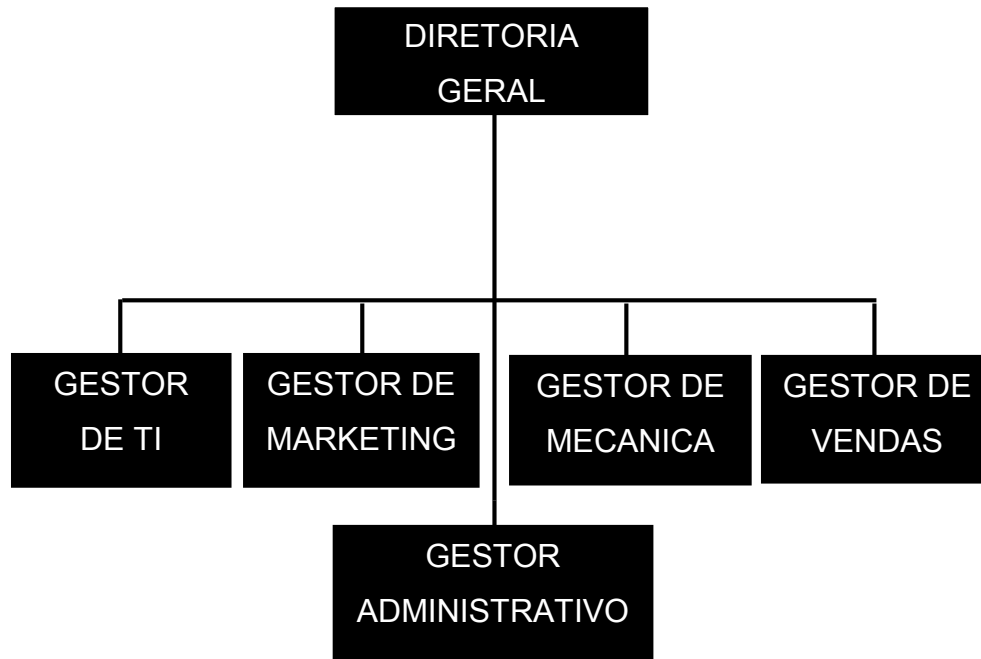 DIRETORIA
GERAL
GESTOR
DE TI
GESTOR DE
MARKETING
GESTOR DE
MECANICA
GESTOR DE
VENDAS
GESTOR
ADMINISTRATIVO